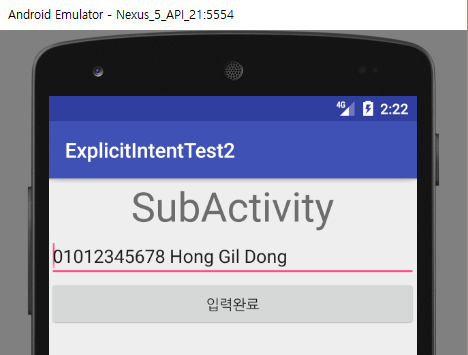 Android Emulator - Nexus_5_API_21:5554
4G 2:22
ExplicitIntentTest2
SubActivity
01012345678 Hong Gil Dong
입력완료